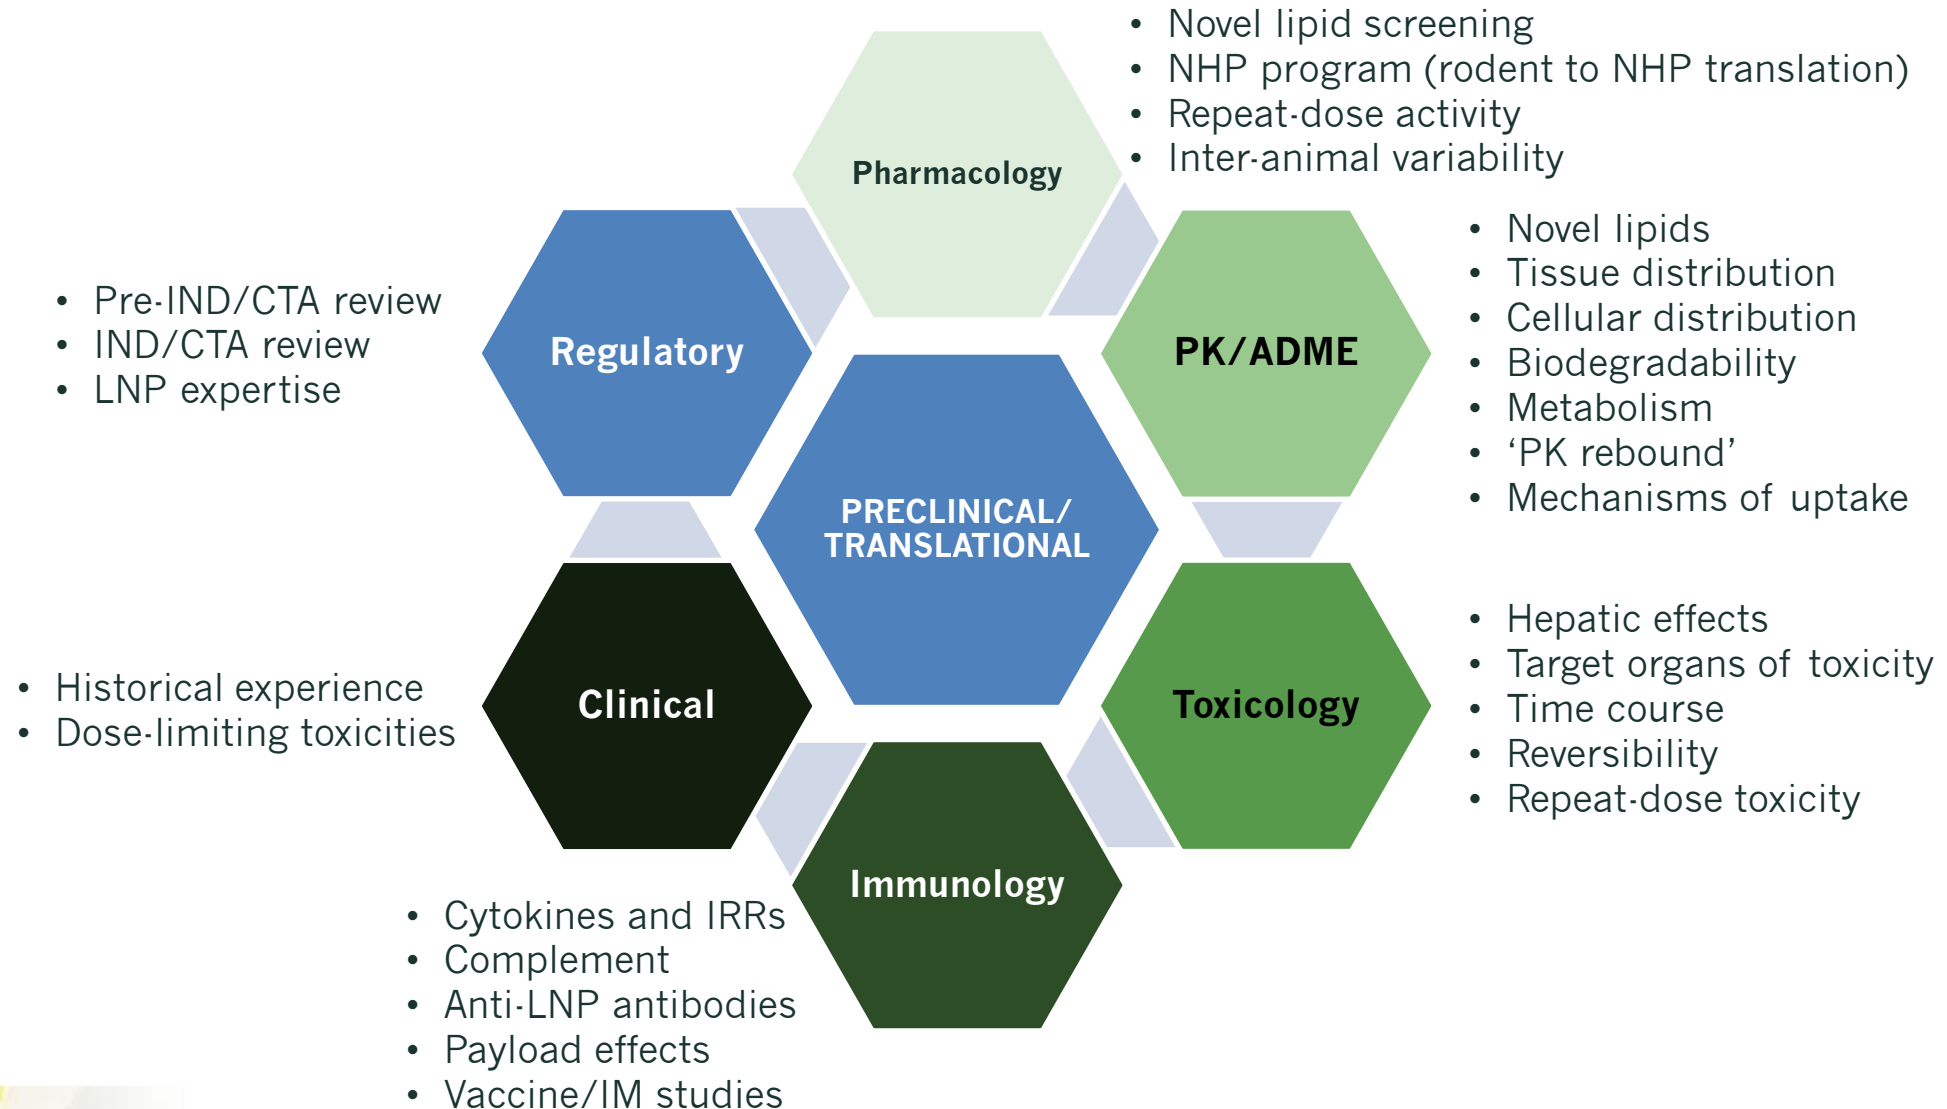 Pharmacology
• Novel lipid screening
• NHP program (rodent to NHP translation)
• Repeat-dose activity
• Inter-animal variability
PK/ADME
• Novel lipids
• Tissue distribution
• Cellular distribution
• Biodegradability
• Metabolism
• ‘PK rebound’
• Mechanisms of uptake
Toxicology
• Hepatic effects
• Target organs of toxicity
• Time course
• Reversibility
• Repeat-dose toxicity
Immunology
• Cytokines and IRRs
• Complement
• Anti-LNP antibodies
• Payload effects
• Vaccine/IM studies
Clinical
• Historical experience
• Dose-limiting toxicities
Regulatory
• Pre-IND/CTA review
• IND/CTA review
• LNP expertise
PRECLINICAL/
TRANSLATIONAL